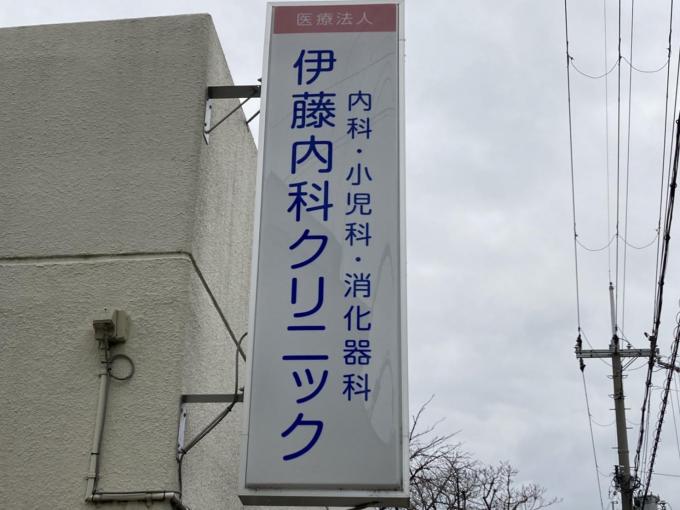 医療法人
内科・小児科・消化器科
伊藤内科クリニック